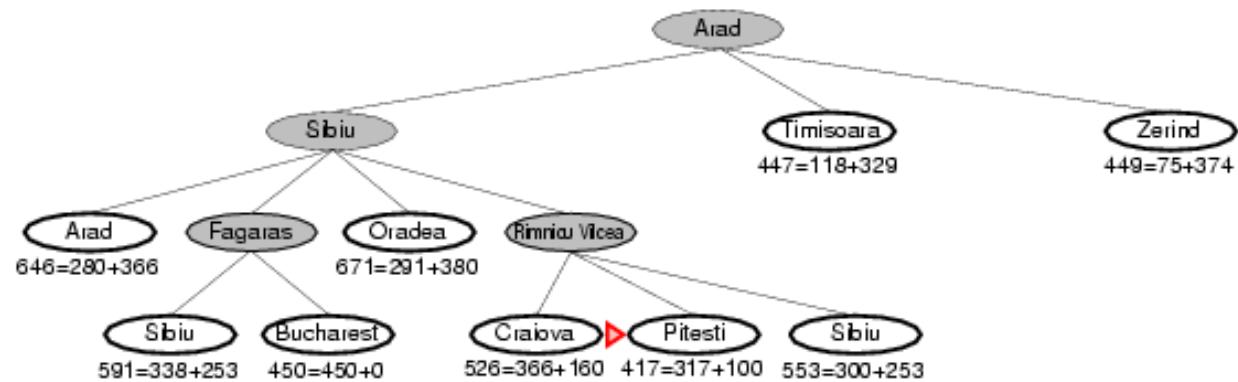 Arad
Sibiu
Timisoara
Zerind
447=118+329
449=75+374
Arad
Fagaras
Oradea
Rimnicu Vilcea
646=280+366
671=291+380
Sibiu
Bucharest
Craiova
Pitesti
Sibiu
591=338+253
450=450+0
526=366+160
417=317+100
553=300+253